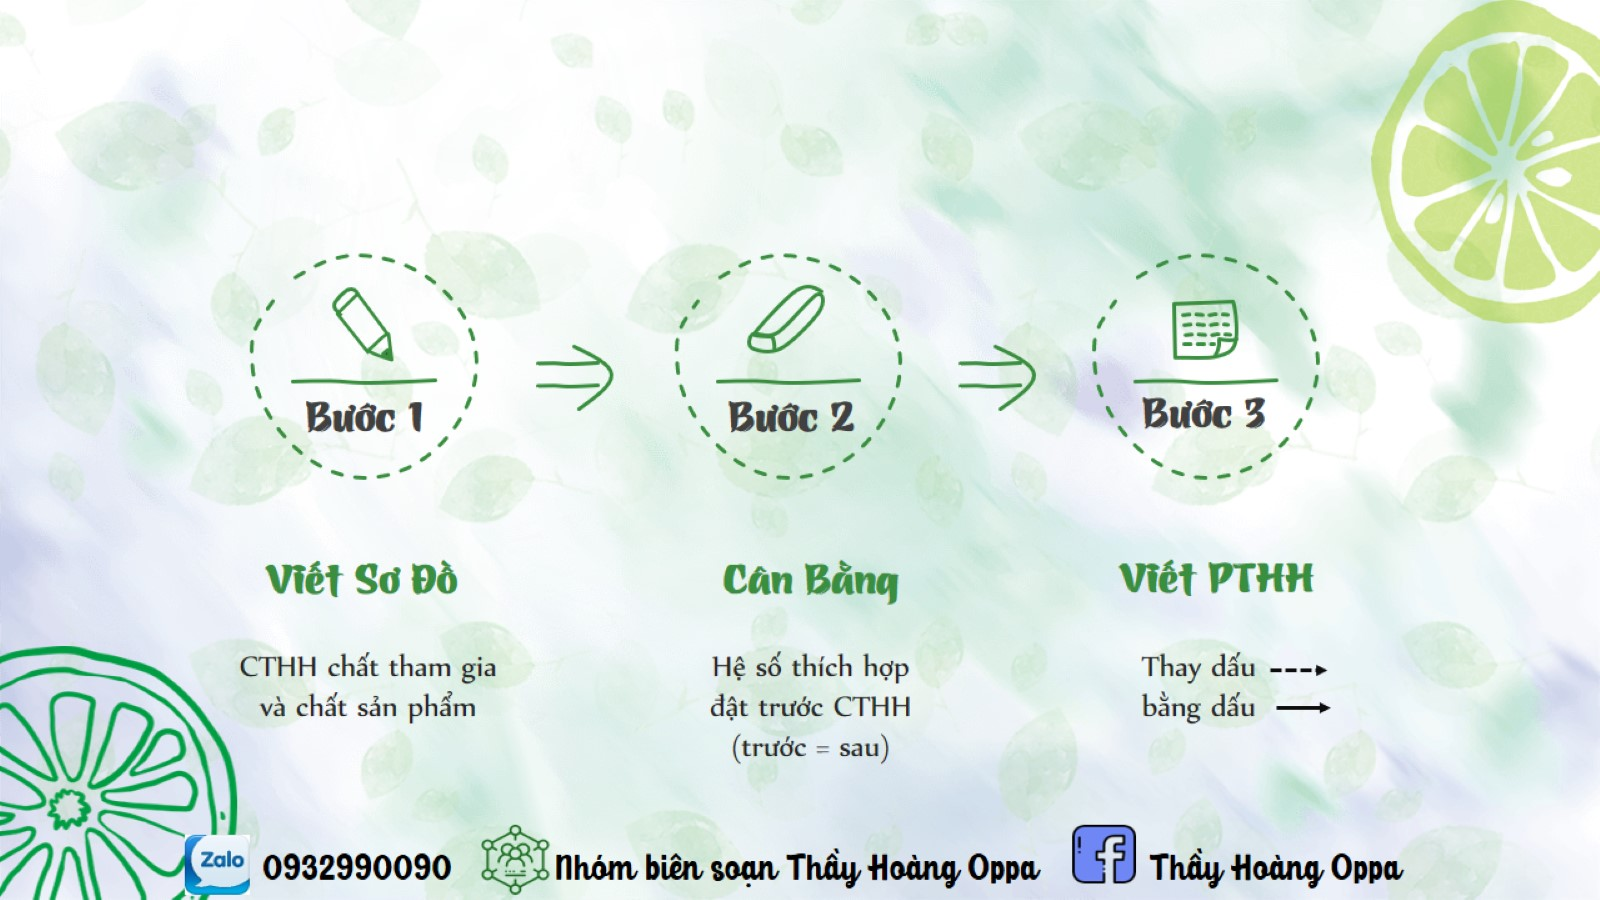 Bước 1
Bước 2
Bước 3
Viết Sơ Đồ
Cân Bằng
Viết PTHH
CTHH chất tham gia
và chất sản phẩm
Hệ số thích hợp
đặt trước CTHH
(trước = sau)
Thay dấu
bằng dấu
Zalo
0932990090
Nhóm biên soạn Thầy Hoàng Oppa
Thầy Hoàng Oppa